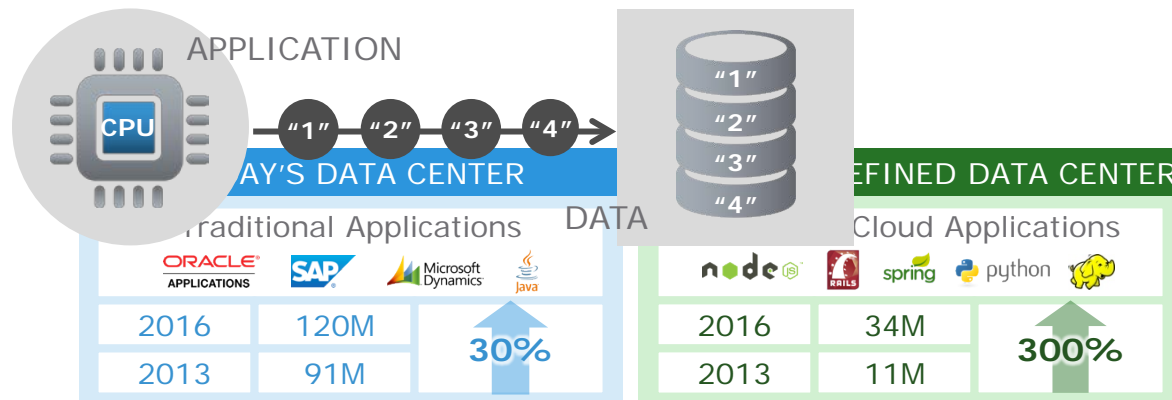 APPLICATION
CPU
“1” “2” “3” “4”
“1”
“2”
“3”
“4”
DATA
AY'S DATA CENTER
Traditional Applications
ORACLE®
APPLICATIONS
SAP
Microsoft
Dynamics
Java
2016 120M
2013 91M
30%
EFINED DATA CENTER
Cloud Applications
node JS
RAILS
spring
python
2016 34M
2013 11M
300%